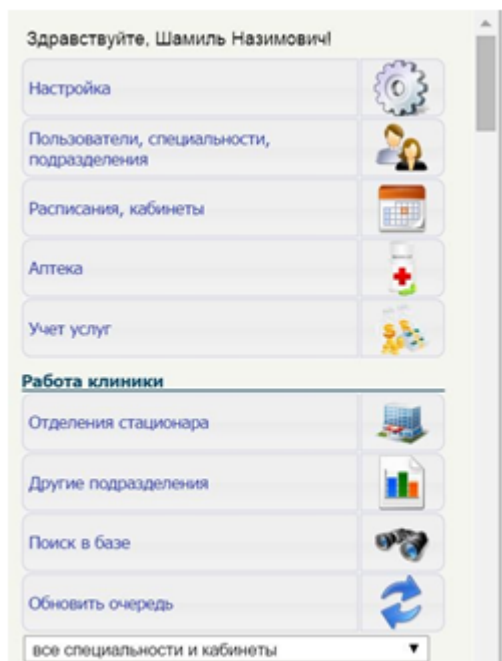 Здравствуйте, Шамиль Назимович!
Настройка
Пользователи, специальности,
подразделения
Расписания, кабинеты
Аптека
Учет услуг
Работа клиники
Отделения стационара
Другие подразделения
Поиск в базе
Обновить очередь
все специальности и кабинеты